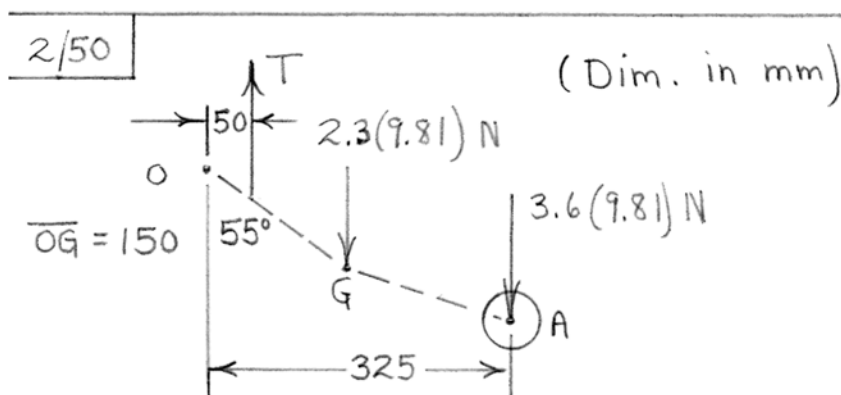 2/50
T
(Dim. in mm)
50
2.3(9.81) N
O
3.6(9.81) N
OG = 150
55°
G
A
325